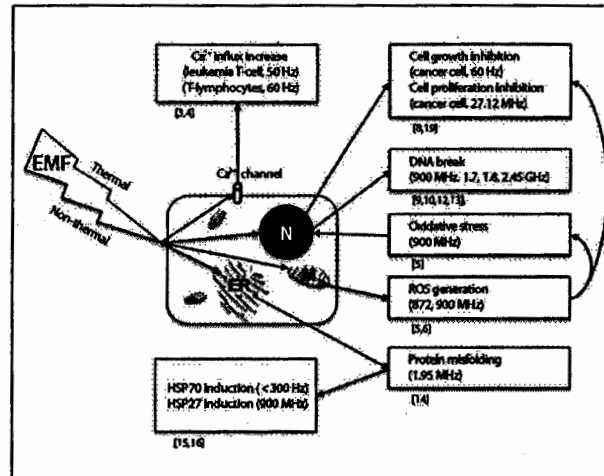 Ca²⁺ influx increase
(leukemia T-cell, 50 Hz)
(T-lymphocytes, 60 Hz)
[3,4]
Cell growth inhibition
(cancer cell, 60 Hz)
Cell proliferation inhibition
(cancer cell, 27.12 MHz)
[8,19]
EMF
Thermal
Non-thermal
Ca²⁺ channel
DNA break
(900 MHz, 1.7, 1.8, 2.45 GHz)
[9,10,12,13]
N
Oxidative stress
(900 MHz)
[5]
M
ER
ROS generation
(872, 900 MHz)
[5,6]
Protein misfolding
(1.95 MHz)
[14]
HSP70 induction (<300 Hz)
HSP27 induction (900 MHz)
[15,16]